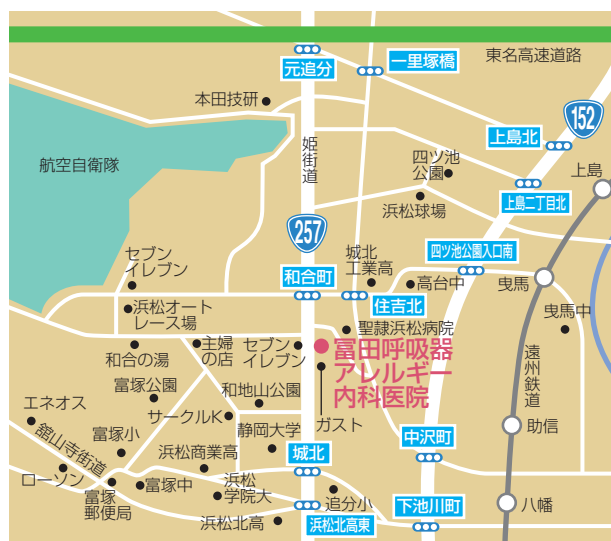 東名高速道路
元追分
一里塚橋
本田技研
152
上島北
姫街道
四ツ池
公園
航空自衛隊
上島
浜松球場
上島二丁目北
257
セブン
イレブン
城北
工業高
四ツ池公園入口南
和合町
高台中
曳馬
住吉北
浜松オート
レース場
聖隷浜松病院
曳馬中
和合の湯
主婦
の店
セブン
イレブン
冨田呼吸器
アレルギー
内科医院
遠州鉄道
富塚公園
和地山公園
エネオス
サークルK
ガスト
静岡大学
助信
舘山寺街道
富塚小
浜松商業高
城北
中沢町
ローソン
富塚
郵便局
富塚中
浜松
学院大
追分小
下池川町
八幡
浜松北高
浜松北高東